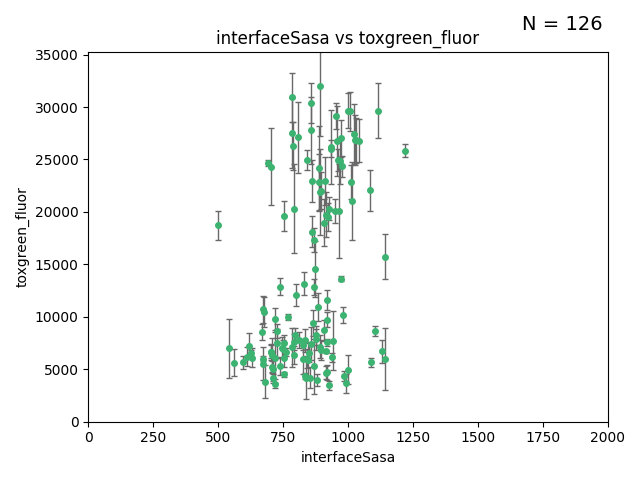 N = 126
interfaceSasa vs toxgreen_fluor
35000
30000
25000
20000
15000
10000
5000
0
toxgreen_fluor
0 250 500 750 1000 1250 1500 1750 2000
interfaceSasa